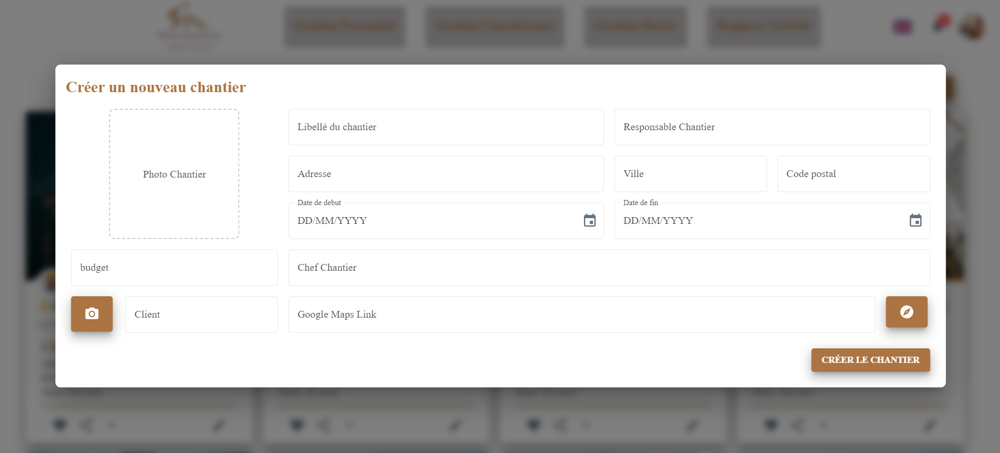 Créer un nouveau chantier
Photo Chantier
Libellé du chantier
Responsable Chantier
Adresse
Ville
Code postal
Date de debut
DD/MM/YYYY
Date de fin
DD/MM/YYYY
budget
Chef Chantier
Client
Google Maps Link
CRÉER LE CHANTIER